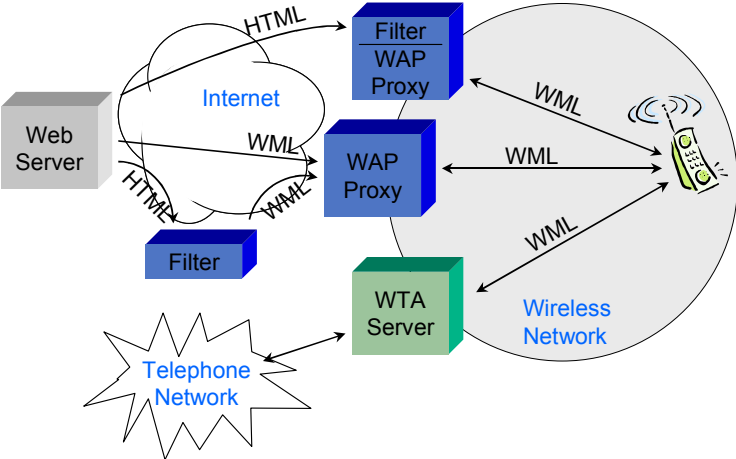 HTML
Filter
WAP
Proxy
Internet
WML
Web
Server
WML
WAP
Proxy
WML
HTML
WML
Filter
WML
WTA
Server
Wireless
Network
Telephone
Network